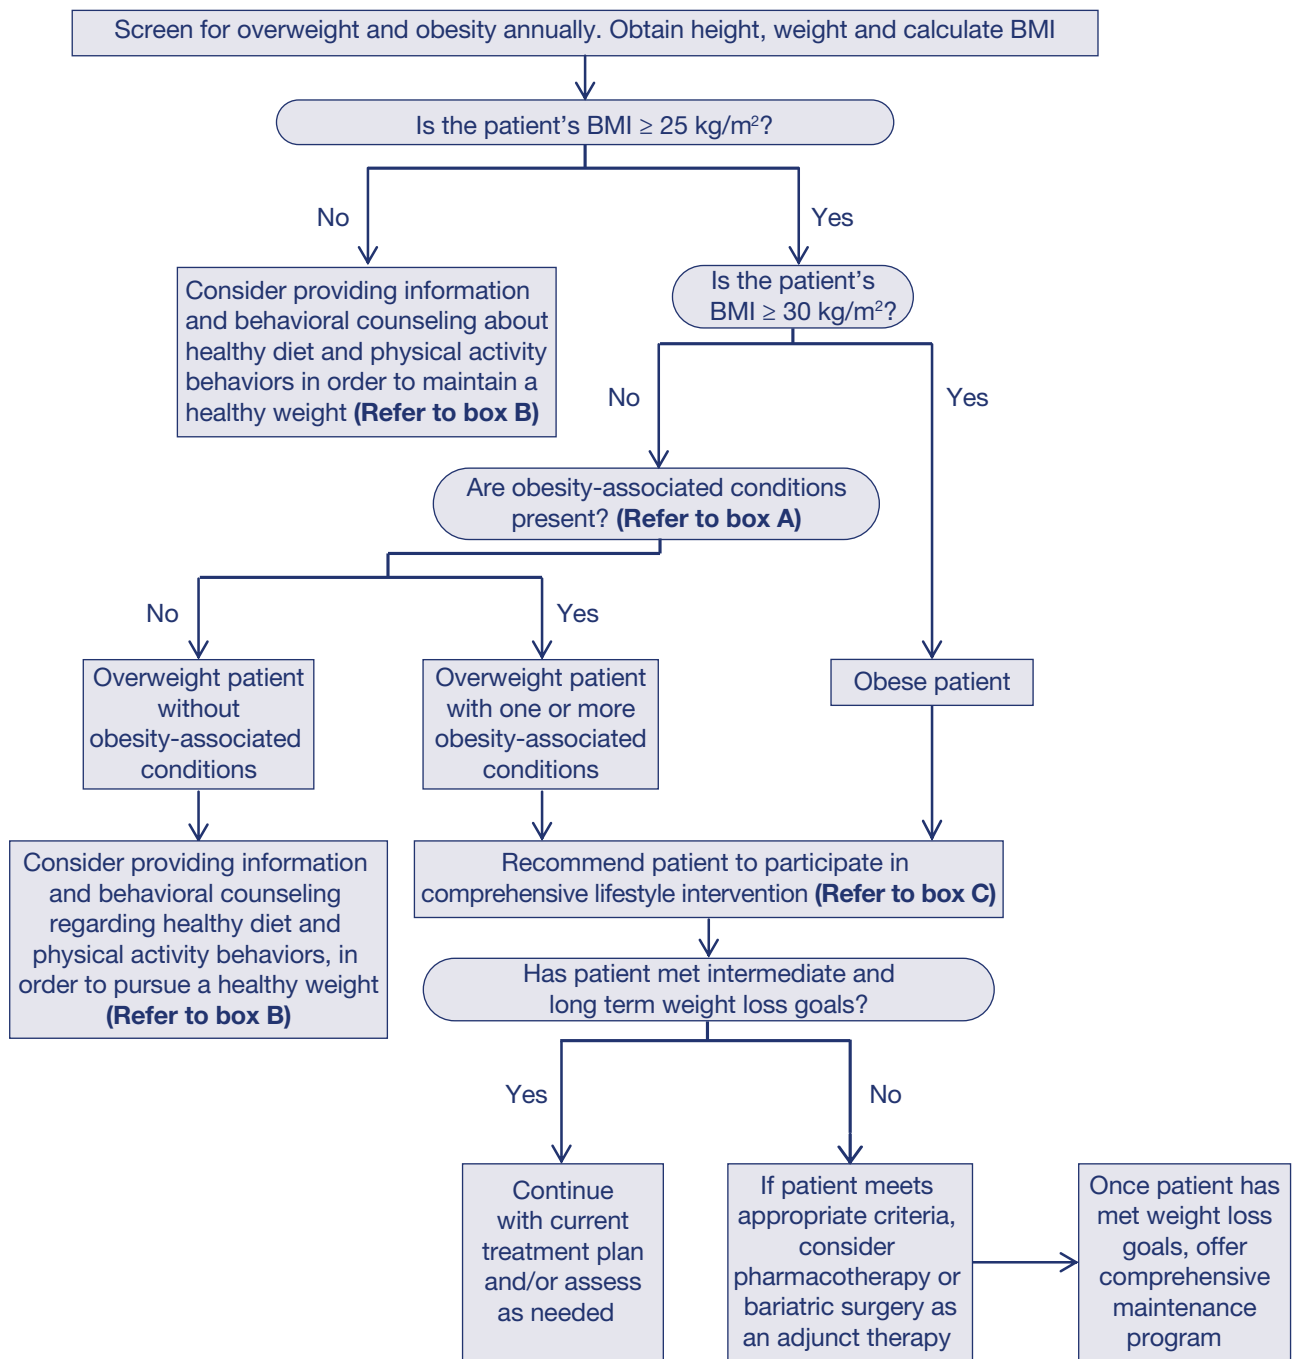 Screen for overweight and obesity annually. Obtain height, weight and calculate BMI
Is the patient's BMI ≥ 25 kg/m²?
No
Yes
Consider providing information
and behavioral counseling about
healthy diet and physical activity
behaviors in order to maintain a
healthy weight (Refer to box B)
Is the patient's
BMI ≥ 30 kg/m²?
No
Yes
Are obesity-associated conditions
present? (Refer to box A)
No
Yes
Overweight patient
without
obesity-associated
conditions
Overweight patient
with one or more
obesity-associated
conditions
Obese patient
Consider providing information
and behavioral counseling
regarding healthy diet and
physical activity behaviors, in
order to pursue a healthy weight
(Refer to box B)
Recommend patient to participate in
comprehensive lifestyle intervention (Refer to box C)
Has patient met intermediate and
long term weight loss goals?
Yes
No
Continue
with current
treatment plan
and/or assess
as needed
If patient meets
appropriate criteria,
consider
pharmacotherapy or
bariatric surgery as
an adjunct therapy
Once patient has
met weight loss
goals, offer
comprehensive
maintenance
program